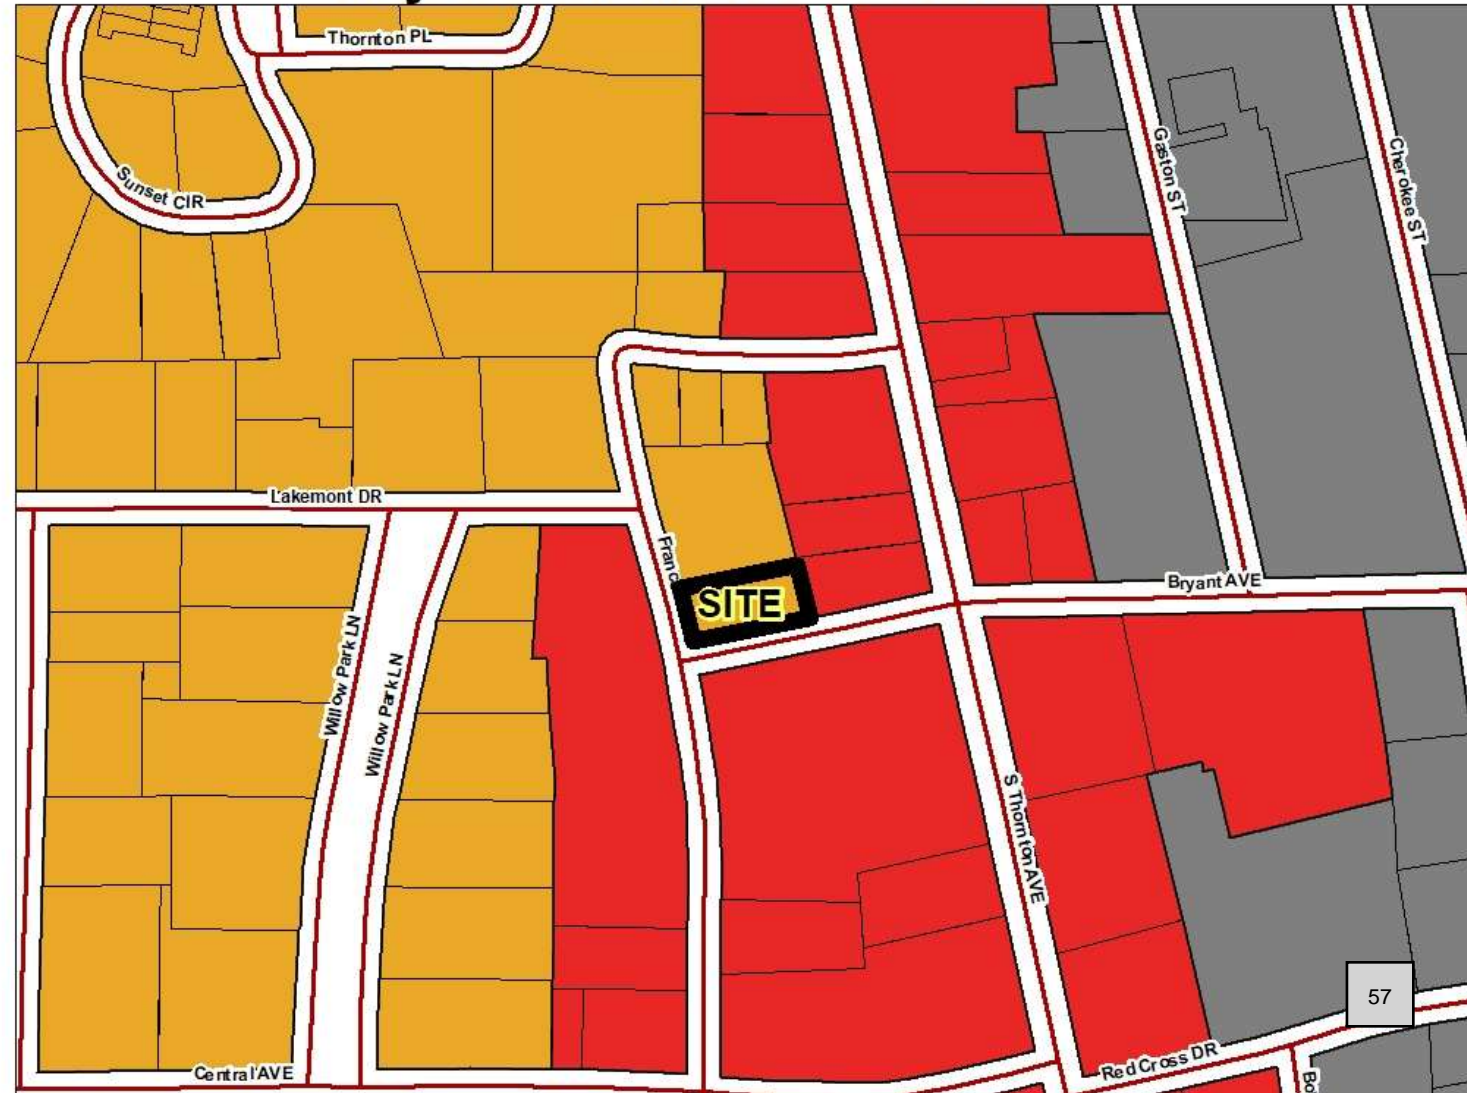 Thornton PL
Sunset CIR
Gaston ST
Cherokee ST
Lakemont DR
Franc
SITE
Bryant AVE
Willow Park LN
Willow Park LN
S Thornton AVE
57
Red Cross DR
Central AVE
Bo